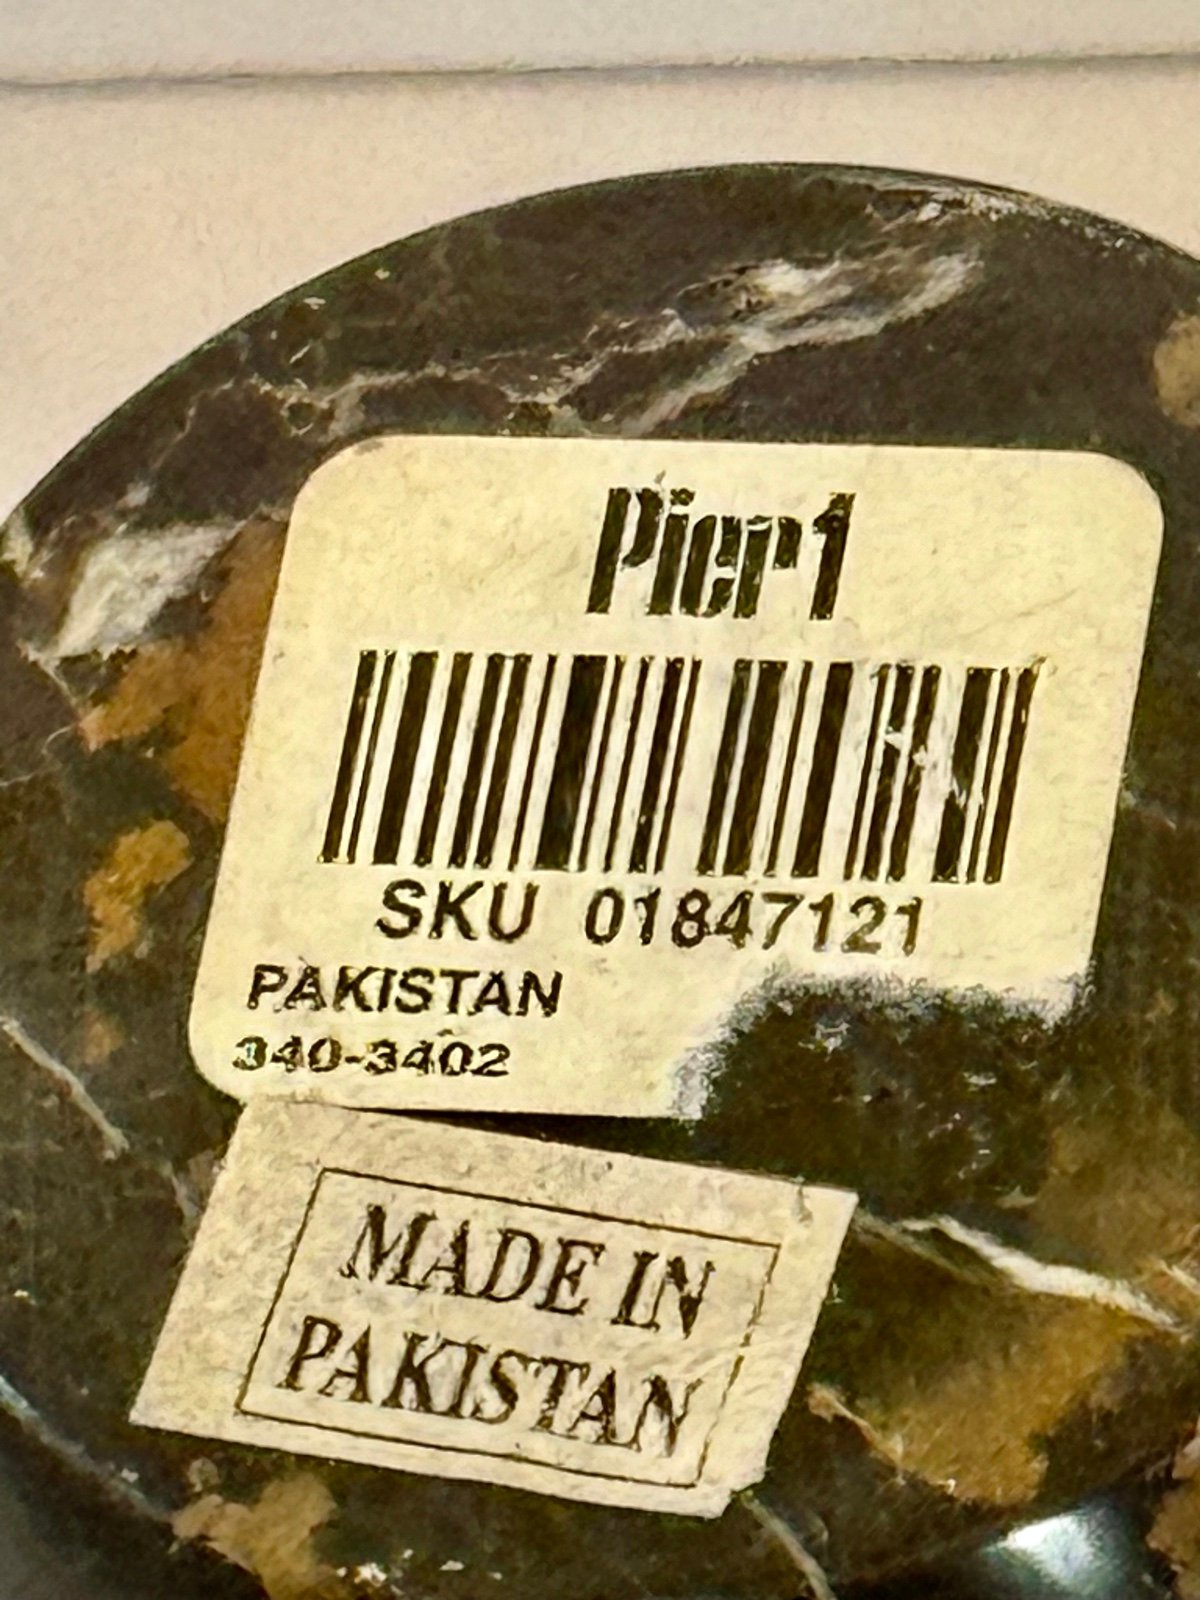 Pier1
SKU 01847121
PAKISTAN
340-3402
MADE IN
PAKISTAN